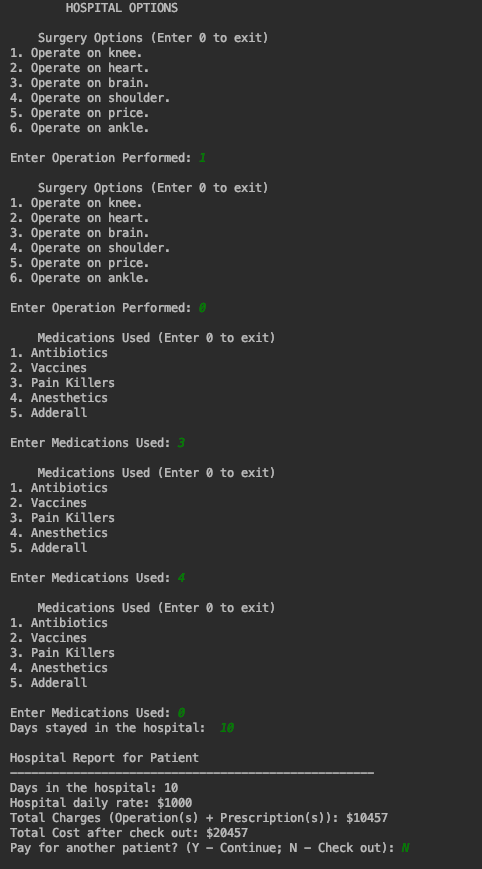 HOSPITAL OPTIONS
Surgery Options (Enter 0 to exit)
1. Operate on knee.
2. Operate on heart.
3. Operate on brain.
4. Operate on shoulder.
5. Operate on price.
6. Operate on ankle.
Enter Operation Performed: 1
Surgery Options (Enter 0 to exit)
1. Operate on knee.
2. Operate on heart.
3. Operate on brain.
4. Operate on shoulder.
5. Operate on price.
6. Operate on ankle.
Enter Operation Performed: 0
Medications Used (Enter 0 to exit)
1. Antibiotics
2. Vaccines
3. Pain Killers
4. Anesthetics
5. Adderall
Enter Medications Used: 3
Medications Used (Enter 0 to exit)
1. Antibiotics
2. Vaccines
3. Pain Killers
4. Anesthetics
5. Adderall
Enter Medications Used: 4
Medications Used (Enter 0 to exit)
1. Antibiotics
2. Vaccines
3. Pain Killers
4. Anesthetics
5. Adderall
Enter Medications Used: 0
Days stayed in the hospital: 10
Hospital Report for Patient
----------------------------------------------------
Days in the hospital: 10
Hospital daily rate: $1000
Total Charges (Operation(s) + Prescription(s)): $10457
Total Cost after check out: $20457
Pay for another patient? (Y - Continue; N - Check out): N